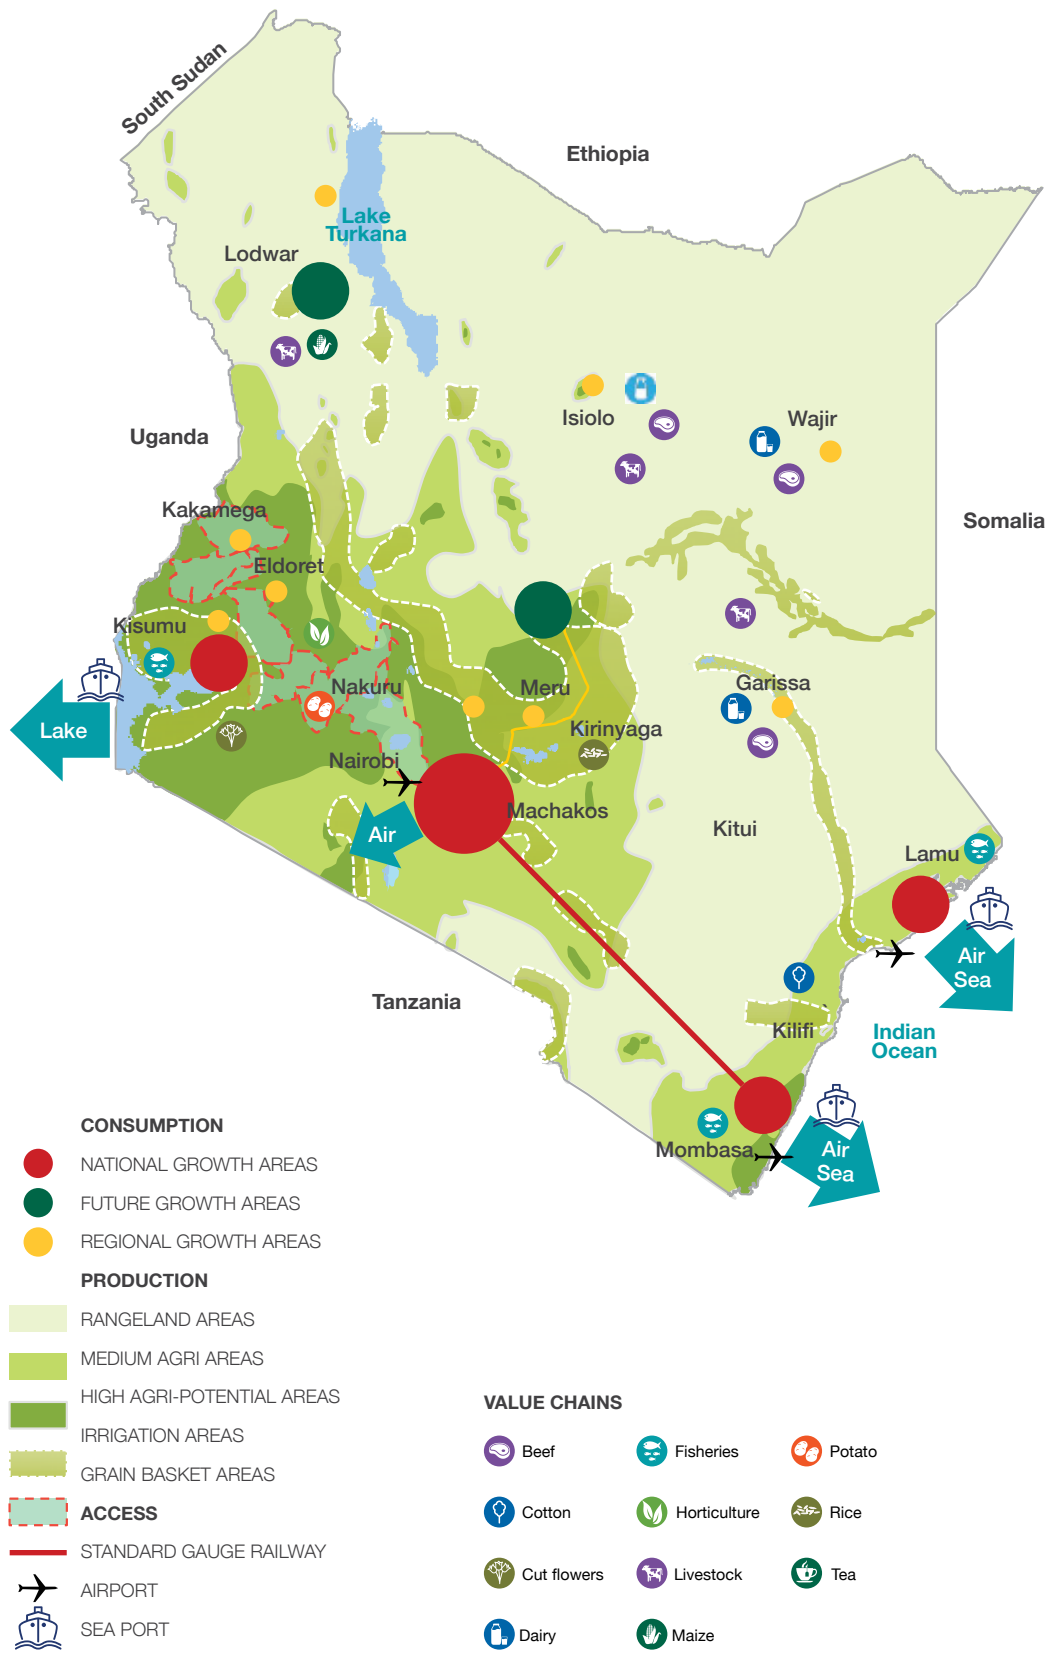 South Sudan
Ethiopia
Lake
Turkana
Lodwar
Uganda
Isiolo
Wajir
Somalia
Kakamega
Eldoret
Kisumu
Nakuru
Meru
Garissa
Kirinyaga
Lake
Nairobi
Machakos
Air
Kitui
Lamu
Air
Sea
Tanzania
Kilifi
Indian
Ocean
Mombasa
Air
Sea
CONSUMPTION
NATIONAL GROWTH AREAS
FUTURE GROWTH AREAS
REGIONAL GROWTH AREAS
PRODUCTION
RANGELAND AREAS
MEDIUM AGRI AREAS
HIGH AGRI-POTENTIAL AREAS
IRRIGATION AREAS
GRAIN BASKET AREAS
ACCESS
STANDARD GAUGE RAILWAY
AIRPORT
SEA PORT
VALUE CHAINS
Beef
Fisheries
Potato
Cotton
Horticulture
Rice
Cut flowers
Livestock
Tea
Dairy
Maize